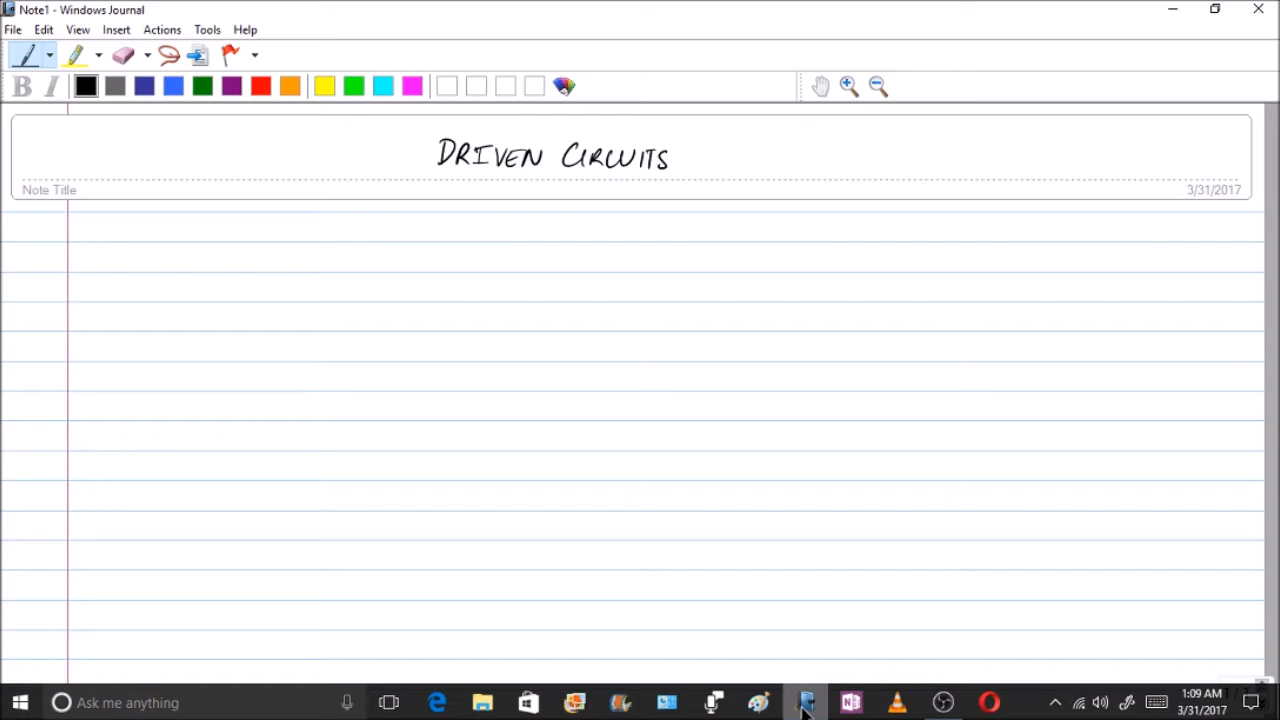 Note1 - Windows Journal
File Edit View Insert Actions Tools Help
B I
DRIVEN CIRCUITS
Note Title
3/31/2017
Ask me anything
1:09 AM
3/31/2017